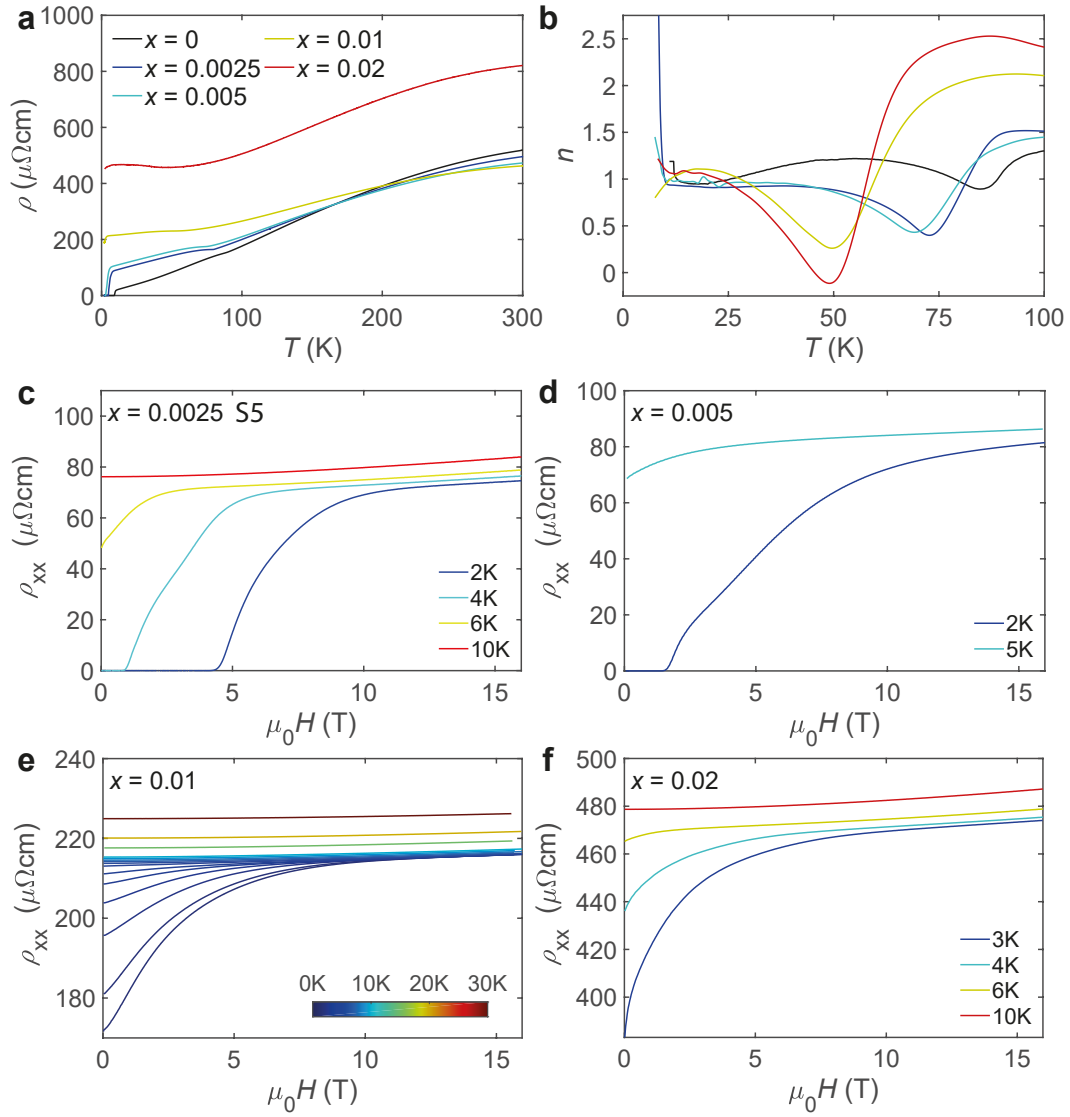 a
1000
800
600
400
200
0
ρ (μΩcm)
x = 0
x = 0.0025
x = 0.005
x = 0.01
x = 0.02
0 100 200 300
T (K)
b
2.5
2
1.5
1
0.5
0
n
0 25 50 75 100
T (K)
c
x = 0.0025 S5
100
80
60
40
20
0
ρxx (μΩcm)
2K
4K
6K
10K
0 5 10 15
μ0H (T)
d
x = 0.005
100
80
60
40
20
0
ρxx (μΩcm)
2K
5K
0 5 10 15
μ0H (T)
e
x = 0.01
240
220
200
180
ρxx (μΩcm)
0K 10K 20K 30K
0 5 10 15
μ0H (T)
f
x = 0.02
500
480
460
440
420
400
ρxx (μΩcm)
3K
4K
6K
10K
0 5 10 15
μ0H (T)